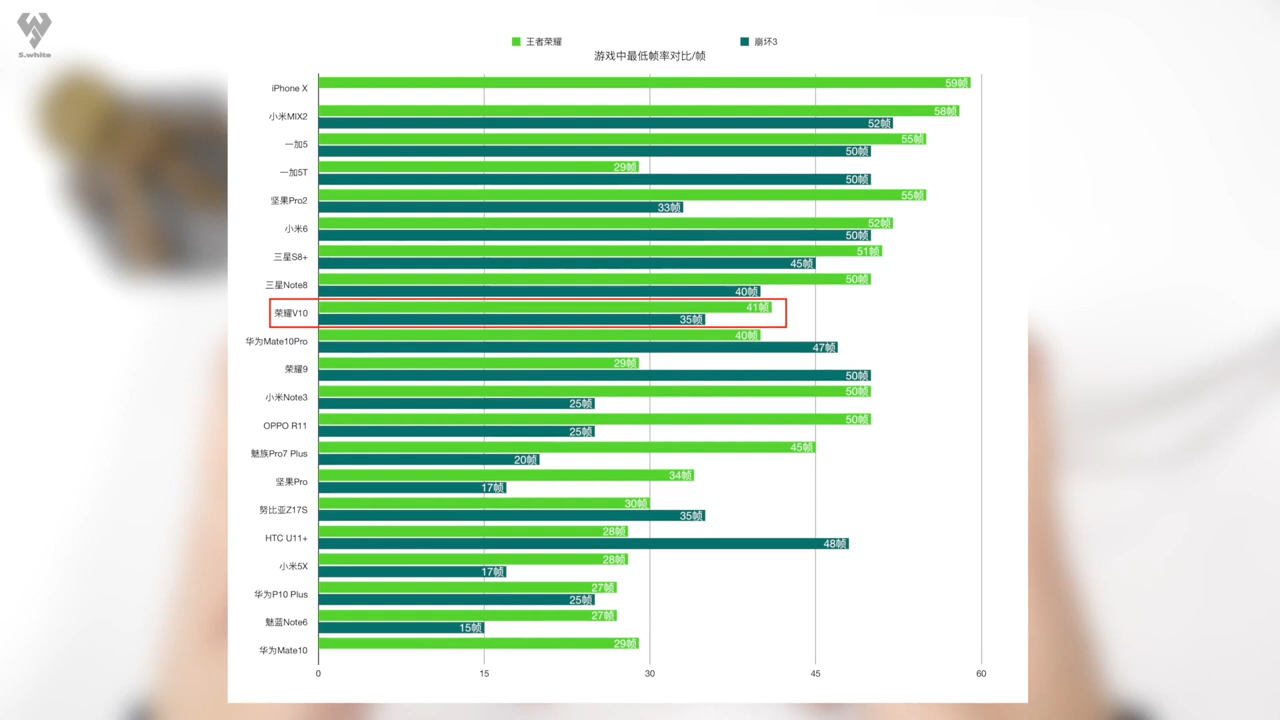 S.white
王者荣耀 崩坏3
游戏中最低帧率对比/帧
iPhone X 59帧
小米MIX2 58帧 52帧
一加5 55帧 50帧
一加5T 29帧 50帧
坚果Pro2 55帧 33帧
小米6 52帧 50帧
三星S8+ 51帧 45帧
三星Note8 50帧 40帧
荣耀V10 41帧 35帧
华为Mate10Pro 40帧 47帧
荣耀9 29帧 50帧
小米Note3 50帧 25帧
OPPO R11 50帧 25帧
魅族Pro7 Plus 45帧 20帧
坚果Pro 34帧 17帧
努比亚Z17S 30帧 35帧
HTC U11+ 28帧 48帧
小米5X 28帧 17帧
华为P10 Plus 27帧 25帧
魅蓝Note6 27帧 15帧
华为Mate10 29帧
0 15 30 45 60